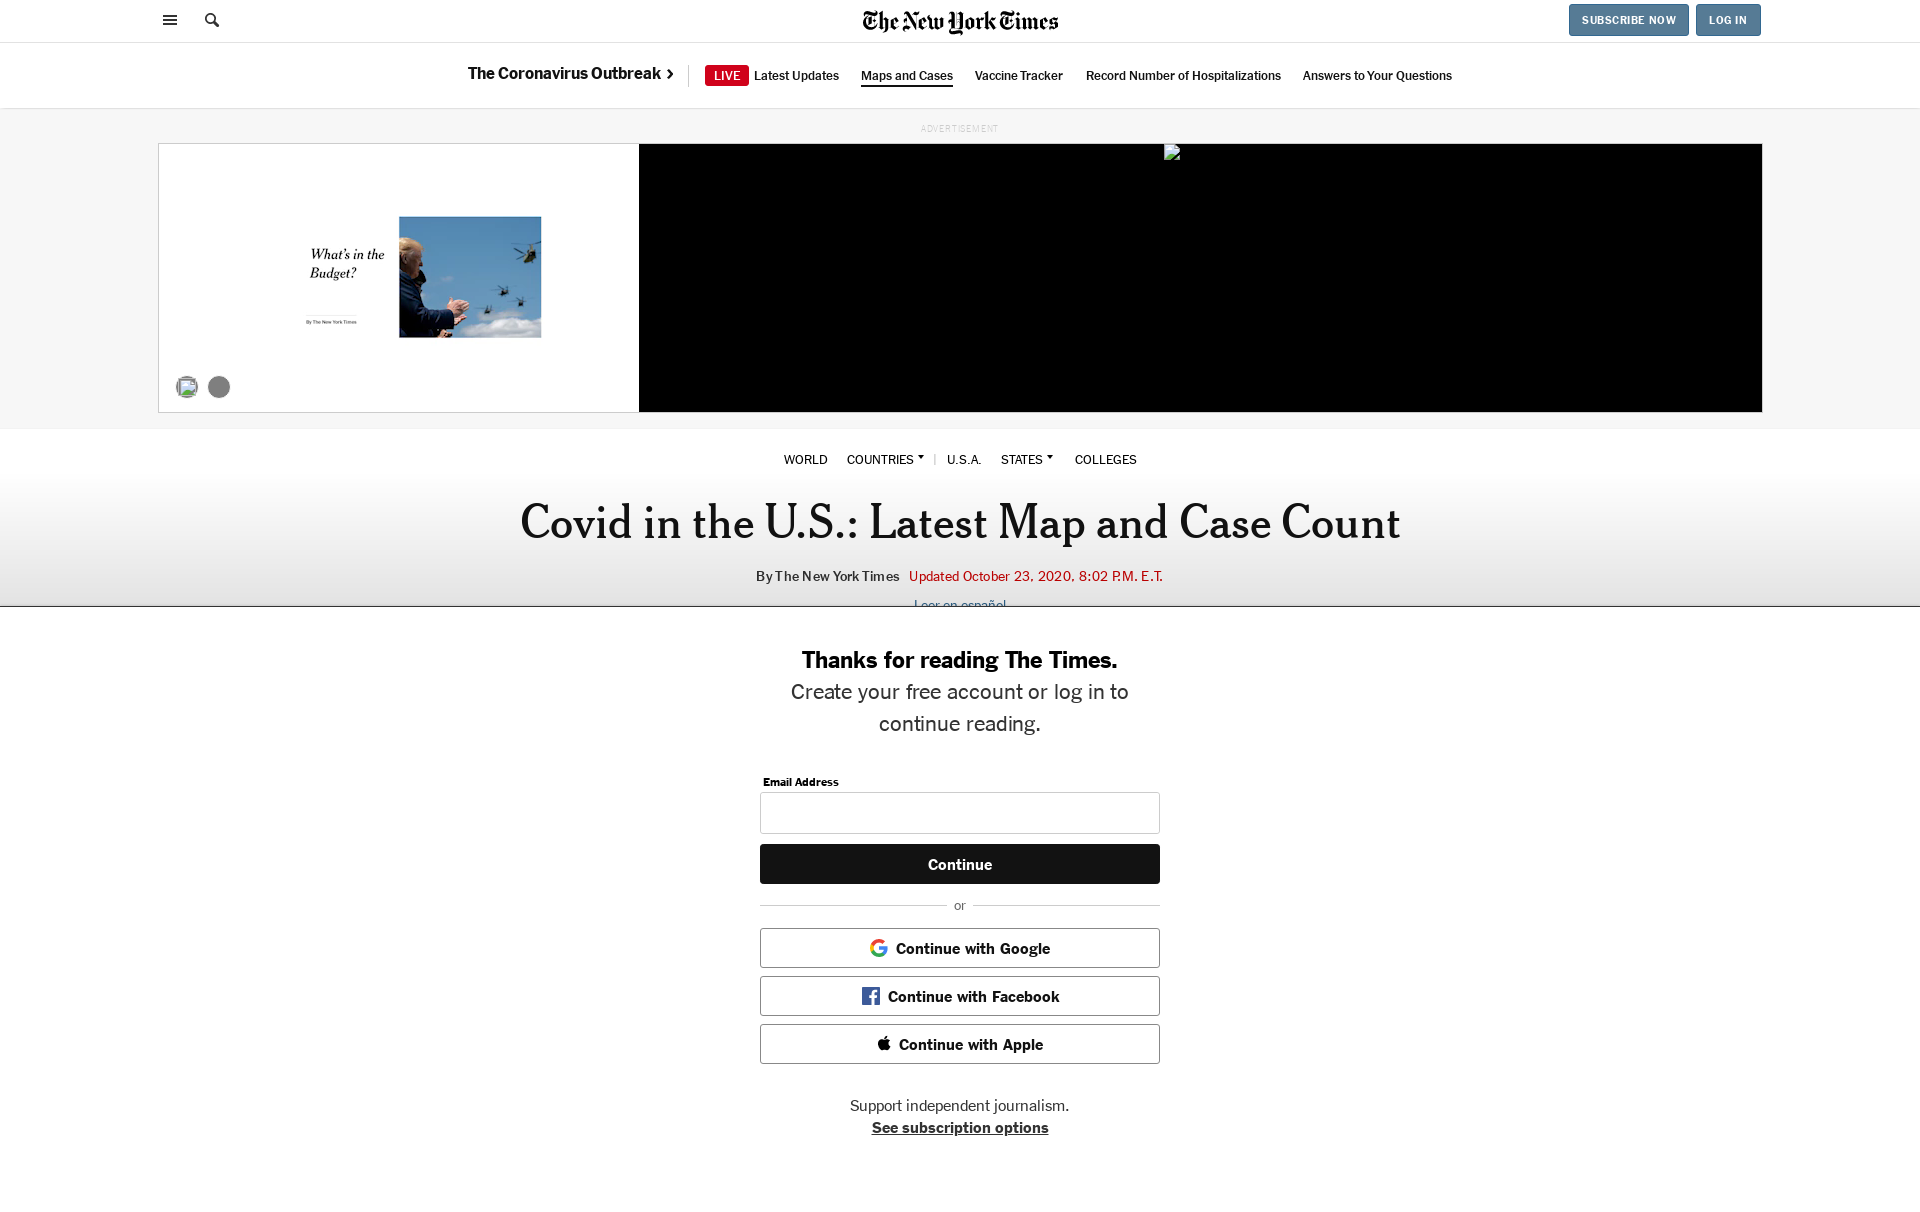 The New York Times
SUBSCRIBE NOW
LOG IN
The Coronavirus Outbreak
LIVE Latest Updates
Maps and Cases
Vaccine Tracker
Record Number of Hospitalizations
Answers to Your Questions
ADVERTISEMENT
What's in the
Budget?
By The New York Times
WORLD
COUNTRIES
U.S.A.
STATES
COLLEGES
Covid in the U.S.: Latest Map and Case Count
By The New York Times Updated October 23, 2020, 8:02 P.M. E.T.
Leer en español
Thanks for reading The Times.
Create your free account or log in to
continue reading.
Email Address
Continue
or
Continue with Google
Continue with Facebook
Continue with Apple
Support independent journalism.
See subscription options